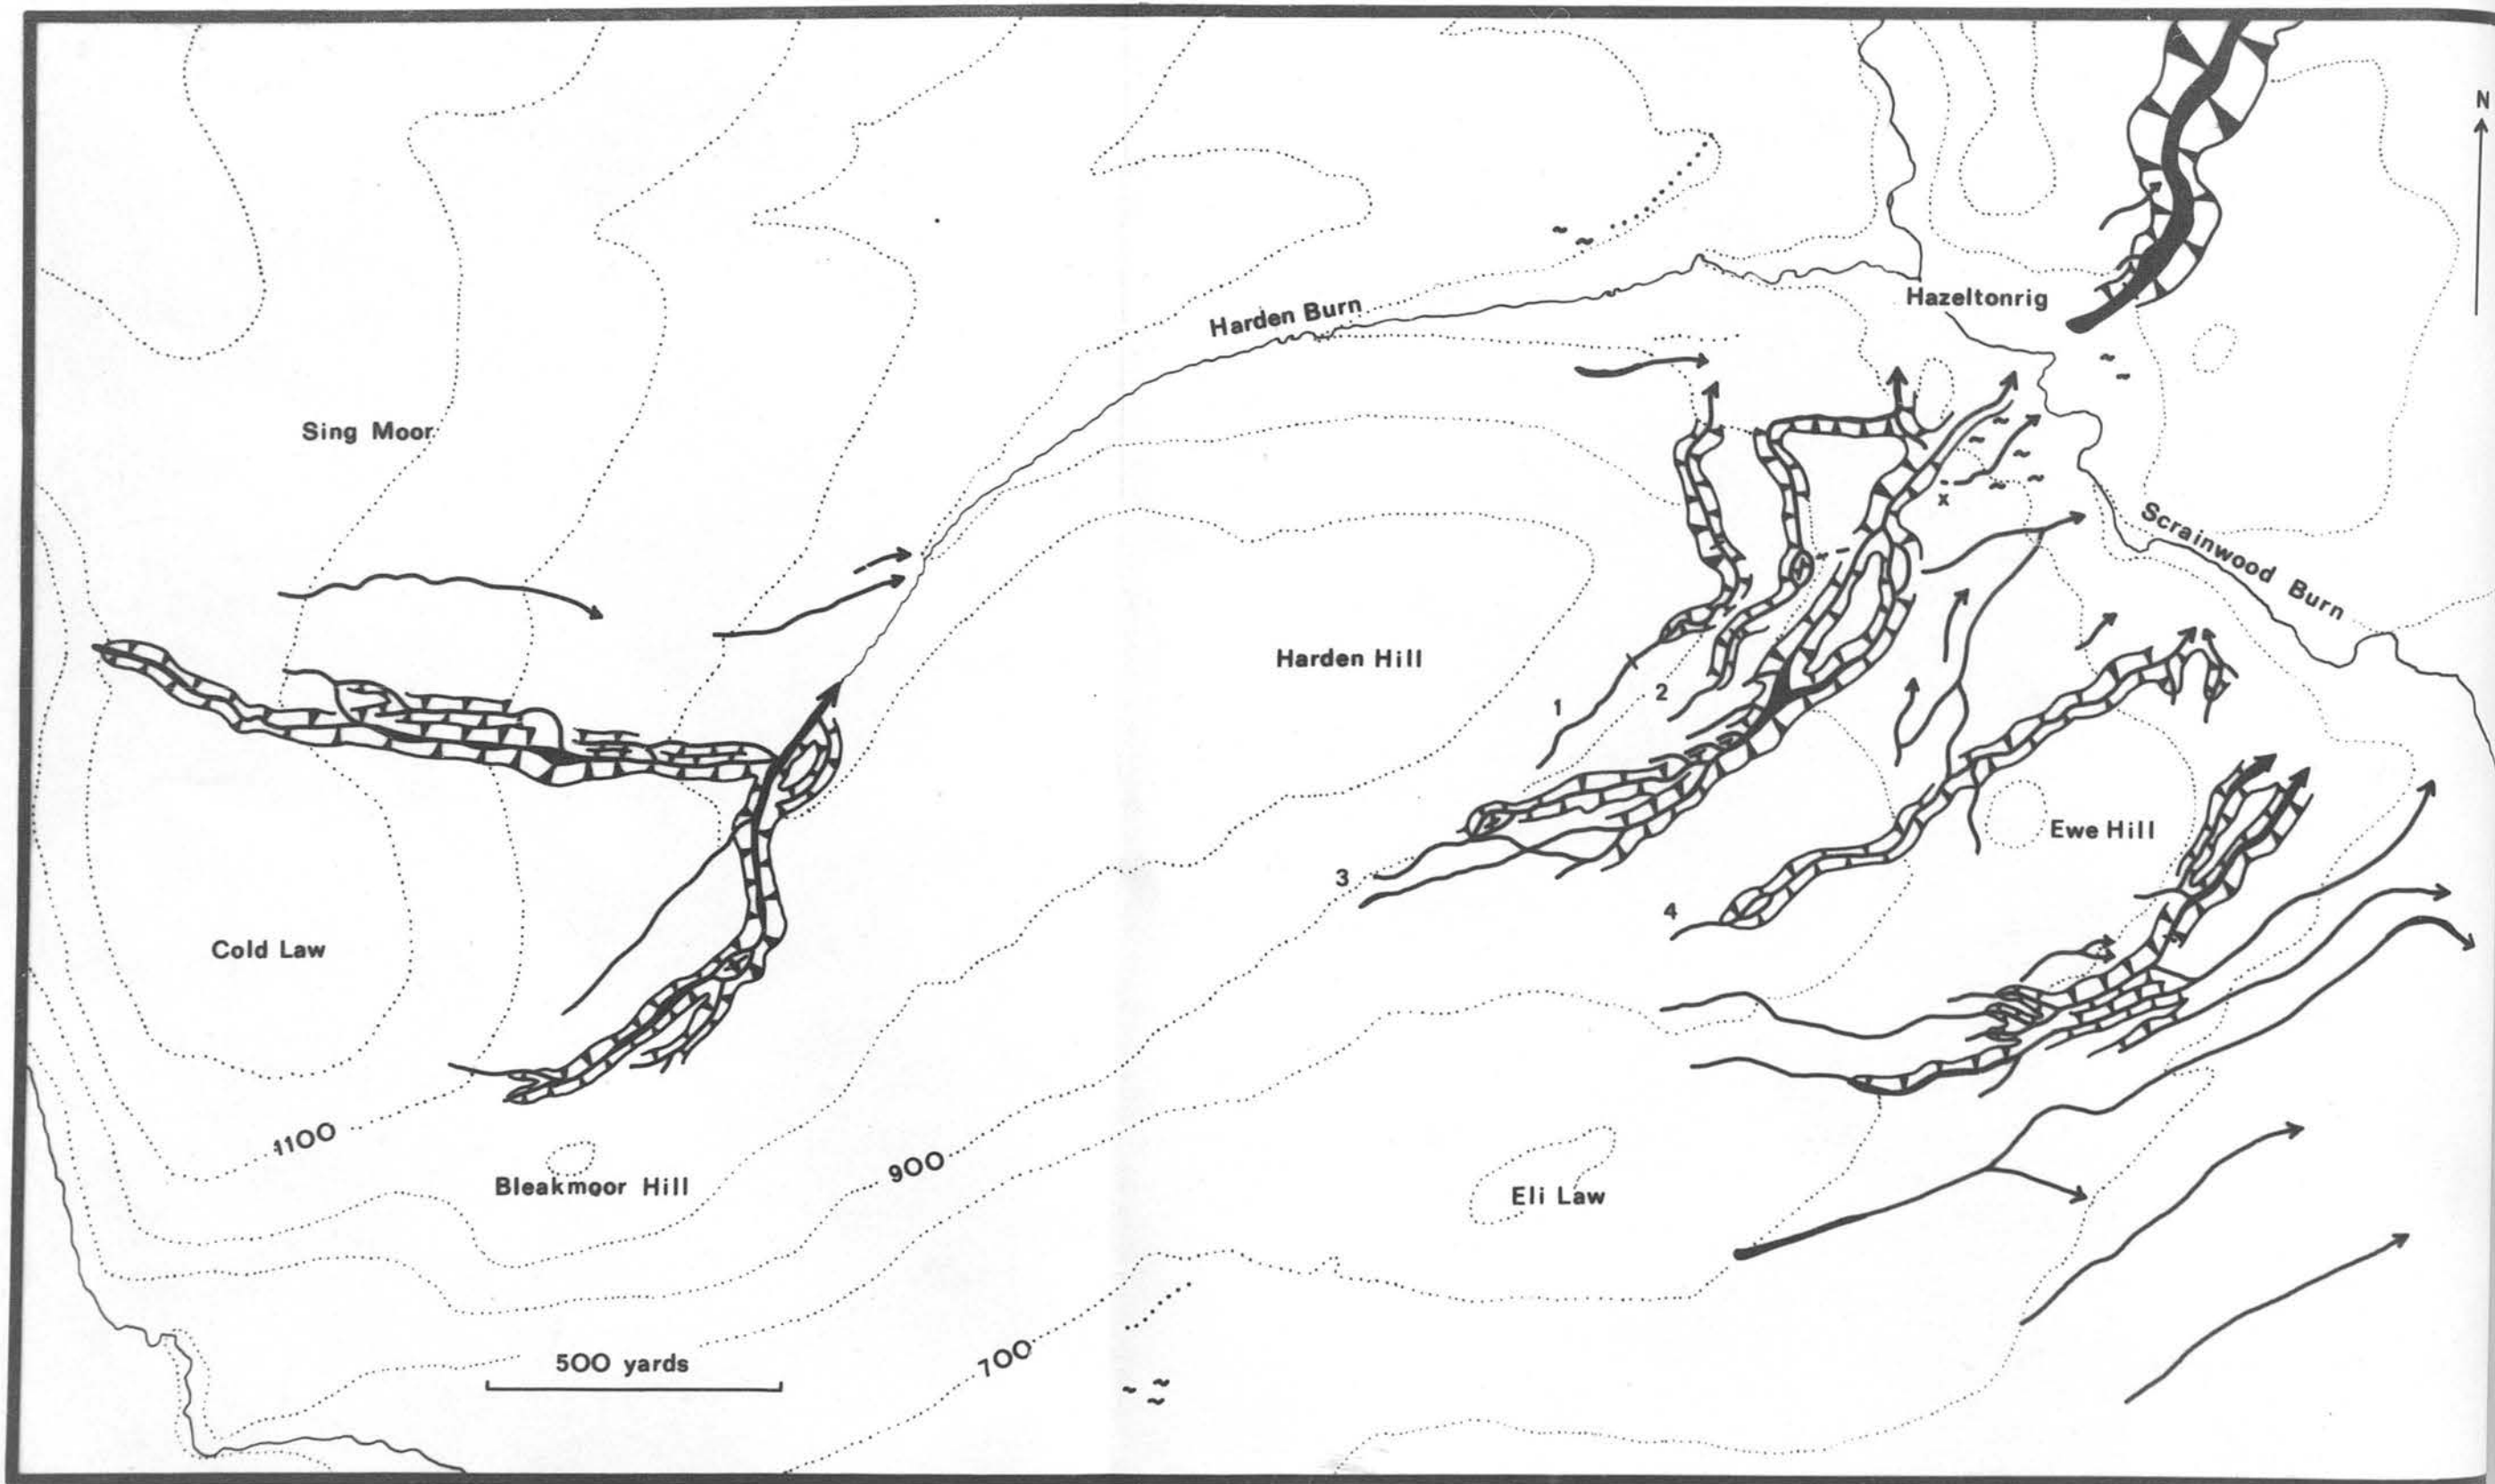 N
Hazeltonrig
Harden Burn
Sing Moor
x
Scrainwood Burn
Harden Hill
1
2
Ewe Hill
3
4
Cold Law
1100
Bleakmoor Hill
900
Eli Law
500 yards
700